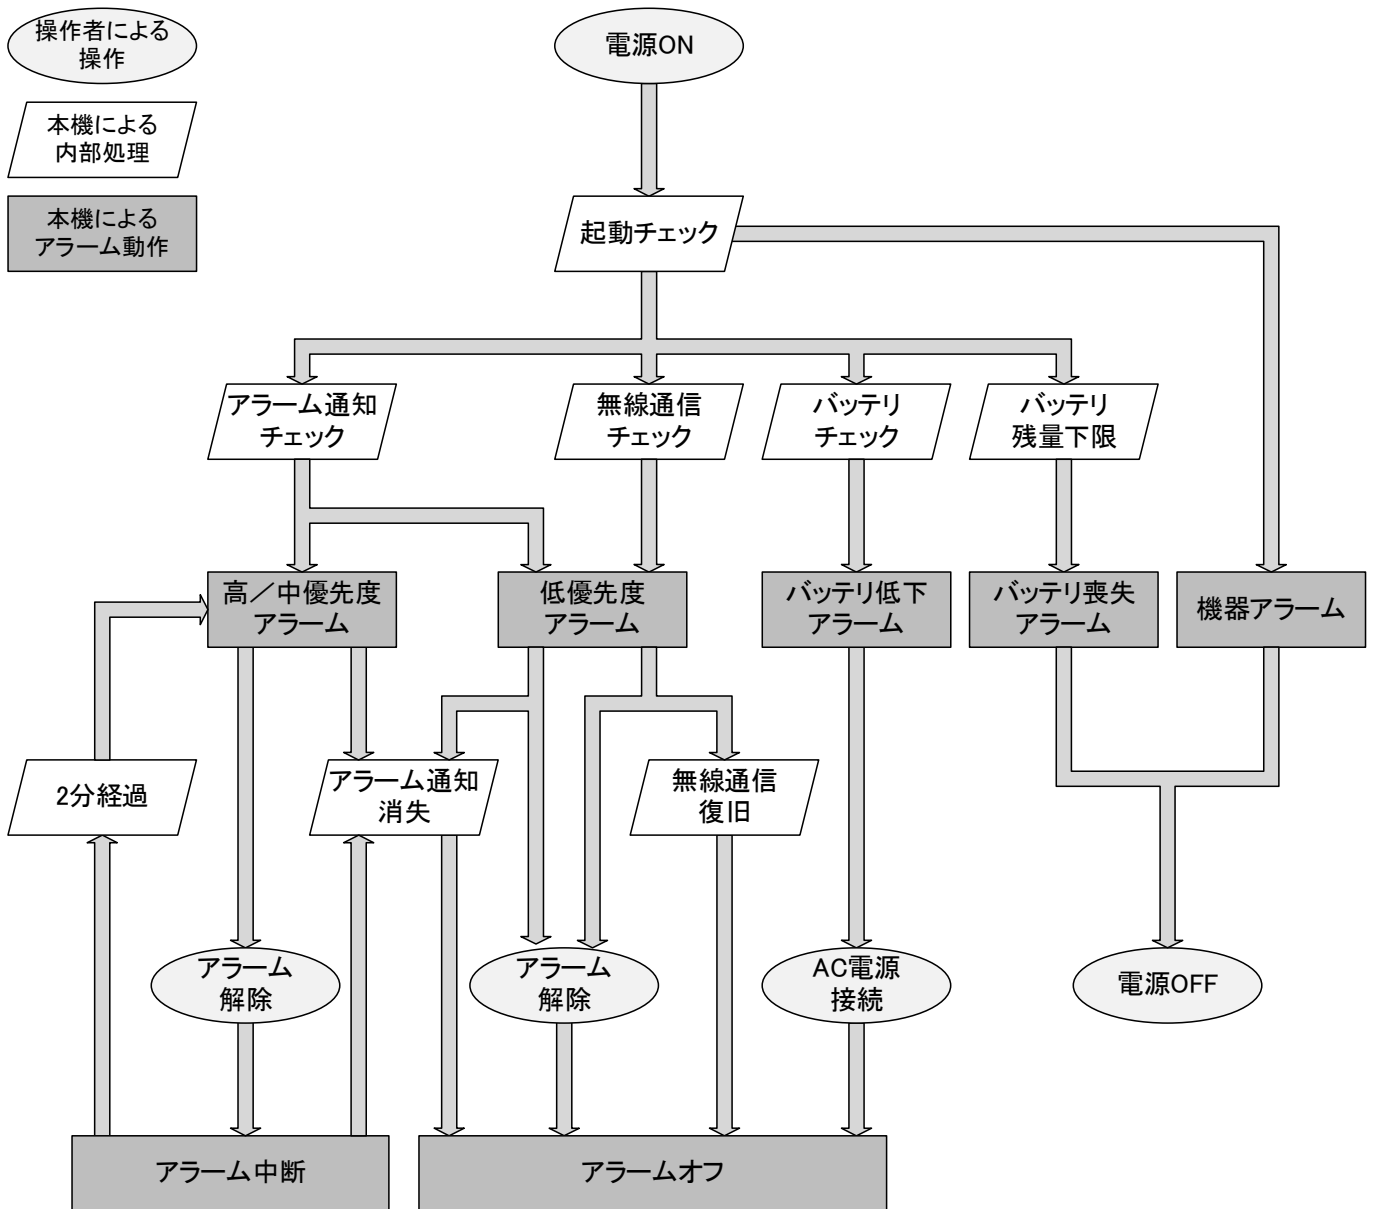 操作者による
操作
電源ON
本機による
内部処理
本機による
アラーム動作
起動チェック
アラーム通知
チェック
無線通信
チェック
バッテリ
チェック
バッテリ
残量下限
高／中優先度
アラーム
低優先度
アラーム
バッテリ低下
アラーム
バッテリ喪失
アラーム
機器アラーム
2分経過
アラーム通知
消失
無線通信
復旧
アラーム
解除
アラーム
解除
AC電源
接続
電源OFF
アラーム中断
アラームオフ